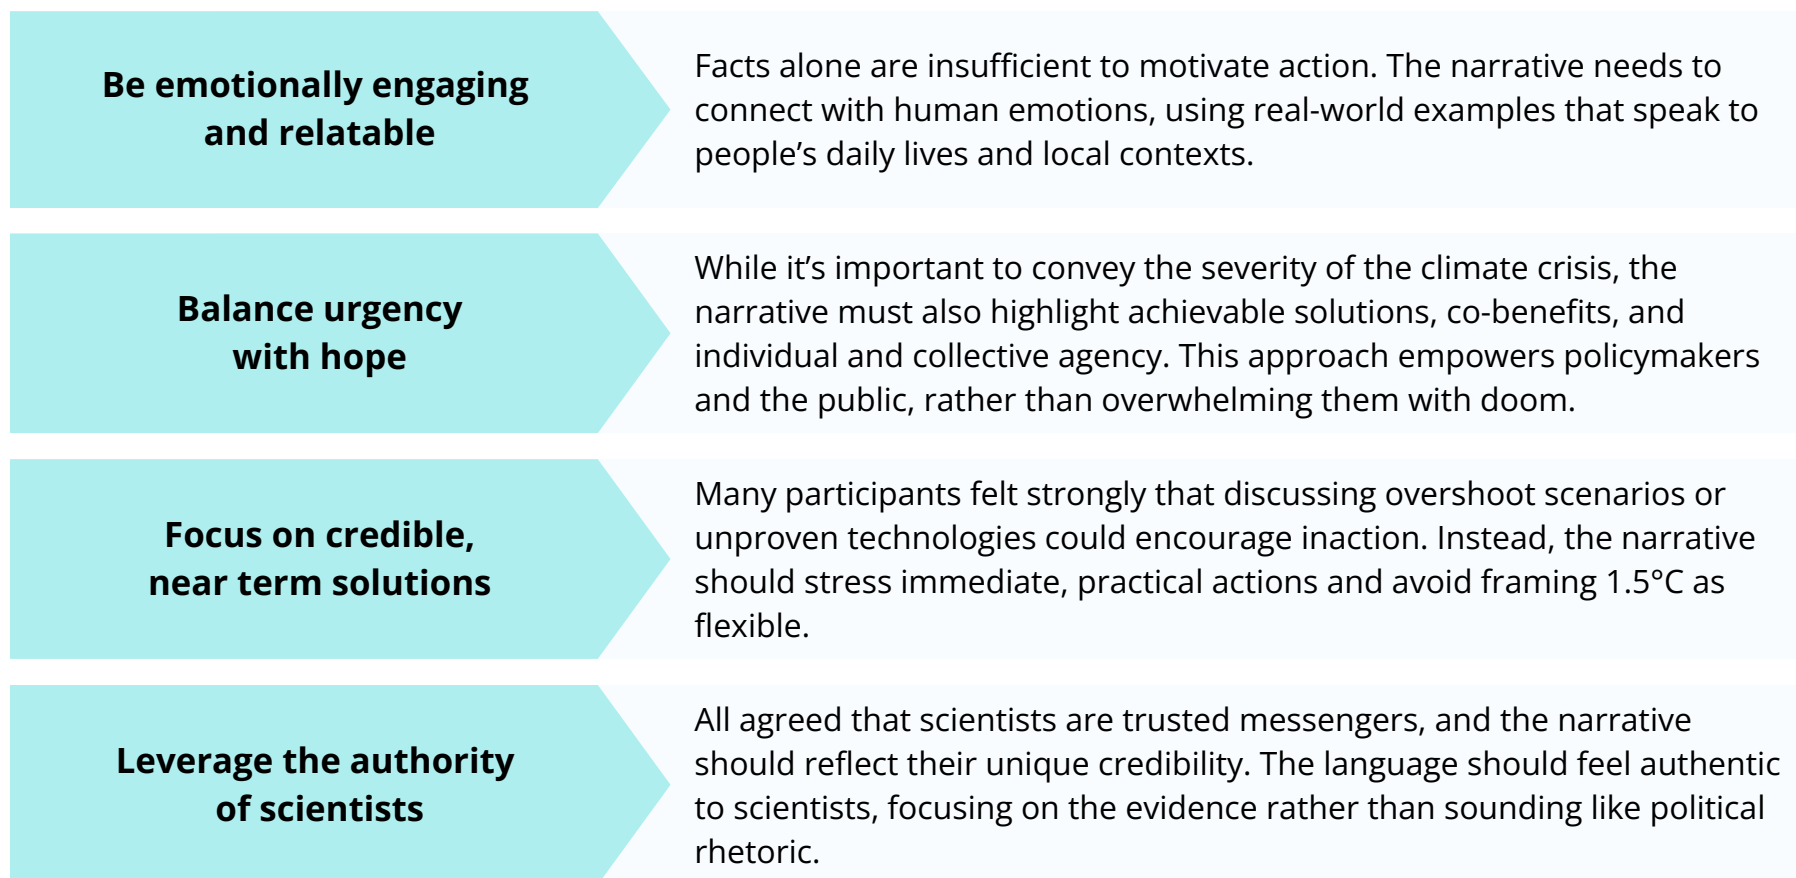 Be emotionally engaging
and relatable
Facts alone are insufficient to motivate action. The narrative needs to
connect with human emotions, using real-world examples that speak to
people’s daily lives and local contexts.
Balance urgency
with hope
While it’s important to convey the severity of the climate crisis, the
narrative must also highlight achievable solutions, co-benefits, and
individual and collective agency. This approach empowers policymakers
and the public, rather than overwhelming them with doom.
Focus on credible,
near term solutions
Many participants felt strongly that discussing overshoot scenarios or
unproven technologies could encourage inaction. Instead, the narrative
should stress immediate, practical actions and avoid framing 1.5°C as
flexible.
Leverage the authority
of scientists
All agreed that scientists are trusted messengers, and the narrative
should reflect their unique credibility. The language should feel authentic
to scientists, focusing on the evidence rather than sounding like political
rhetoric.